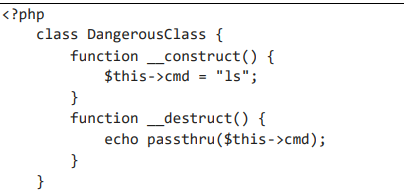 <?php
    class DangerousClass {
        function __construct() {
            $this->cmd = "ls";
        }
        function __destruct() {
            echo passthru($this->cmd);
        }
    }